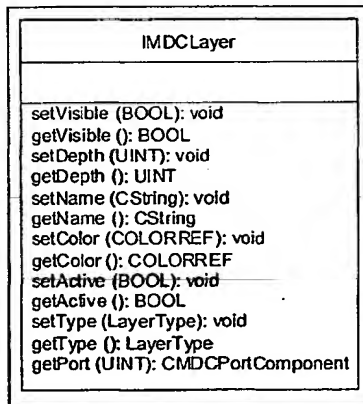 IMDCLayer
setVisible (BOOL): void
getVisible (): BOOL
setDepth (UINT): void
getDepth (): UINT
setName (CString): void
getName (): CString
setColor (COLORREF): void
getColor (): COLORREF
setActive (BOOL): void
getActive (): BOOL
setType (LayerType): void
getType (): LayerType
getPort (UINT): CMDCPortComponent